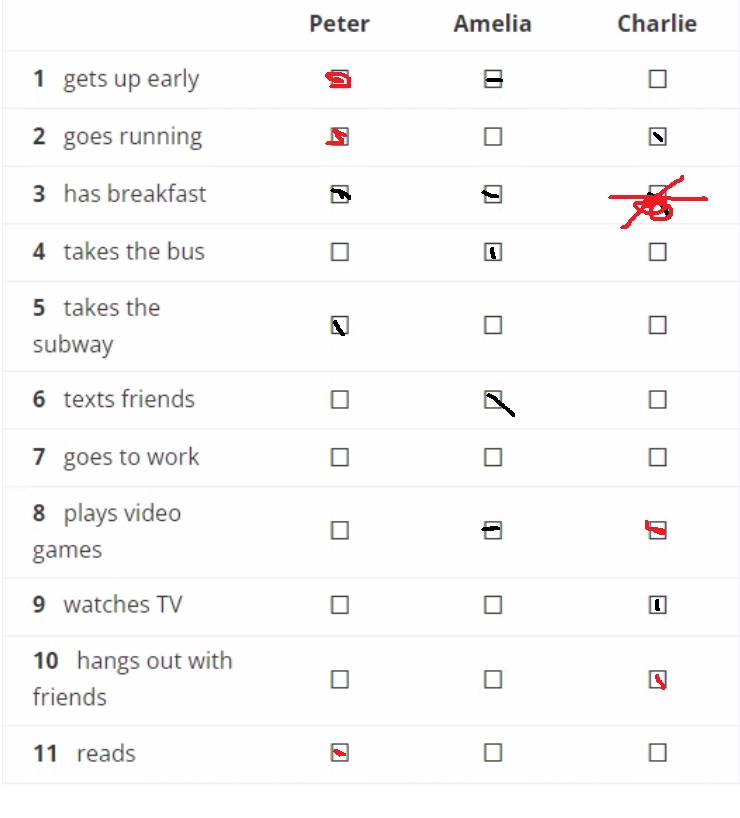 Peter Amelia Charlie
1 gets up early
2 goes running
3 has breakfast
4 takes the bus
5 takes the
subway
6 texts friends
7 goes to work
8 plays video
games
9 watches TV
10 hangs out with
friends
11 reads